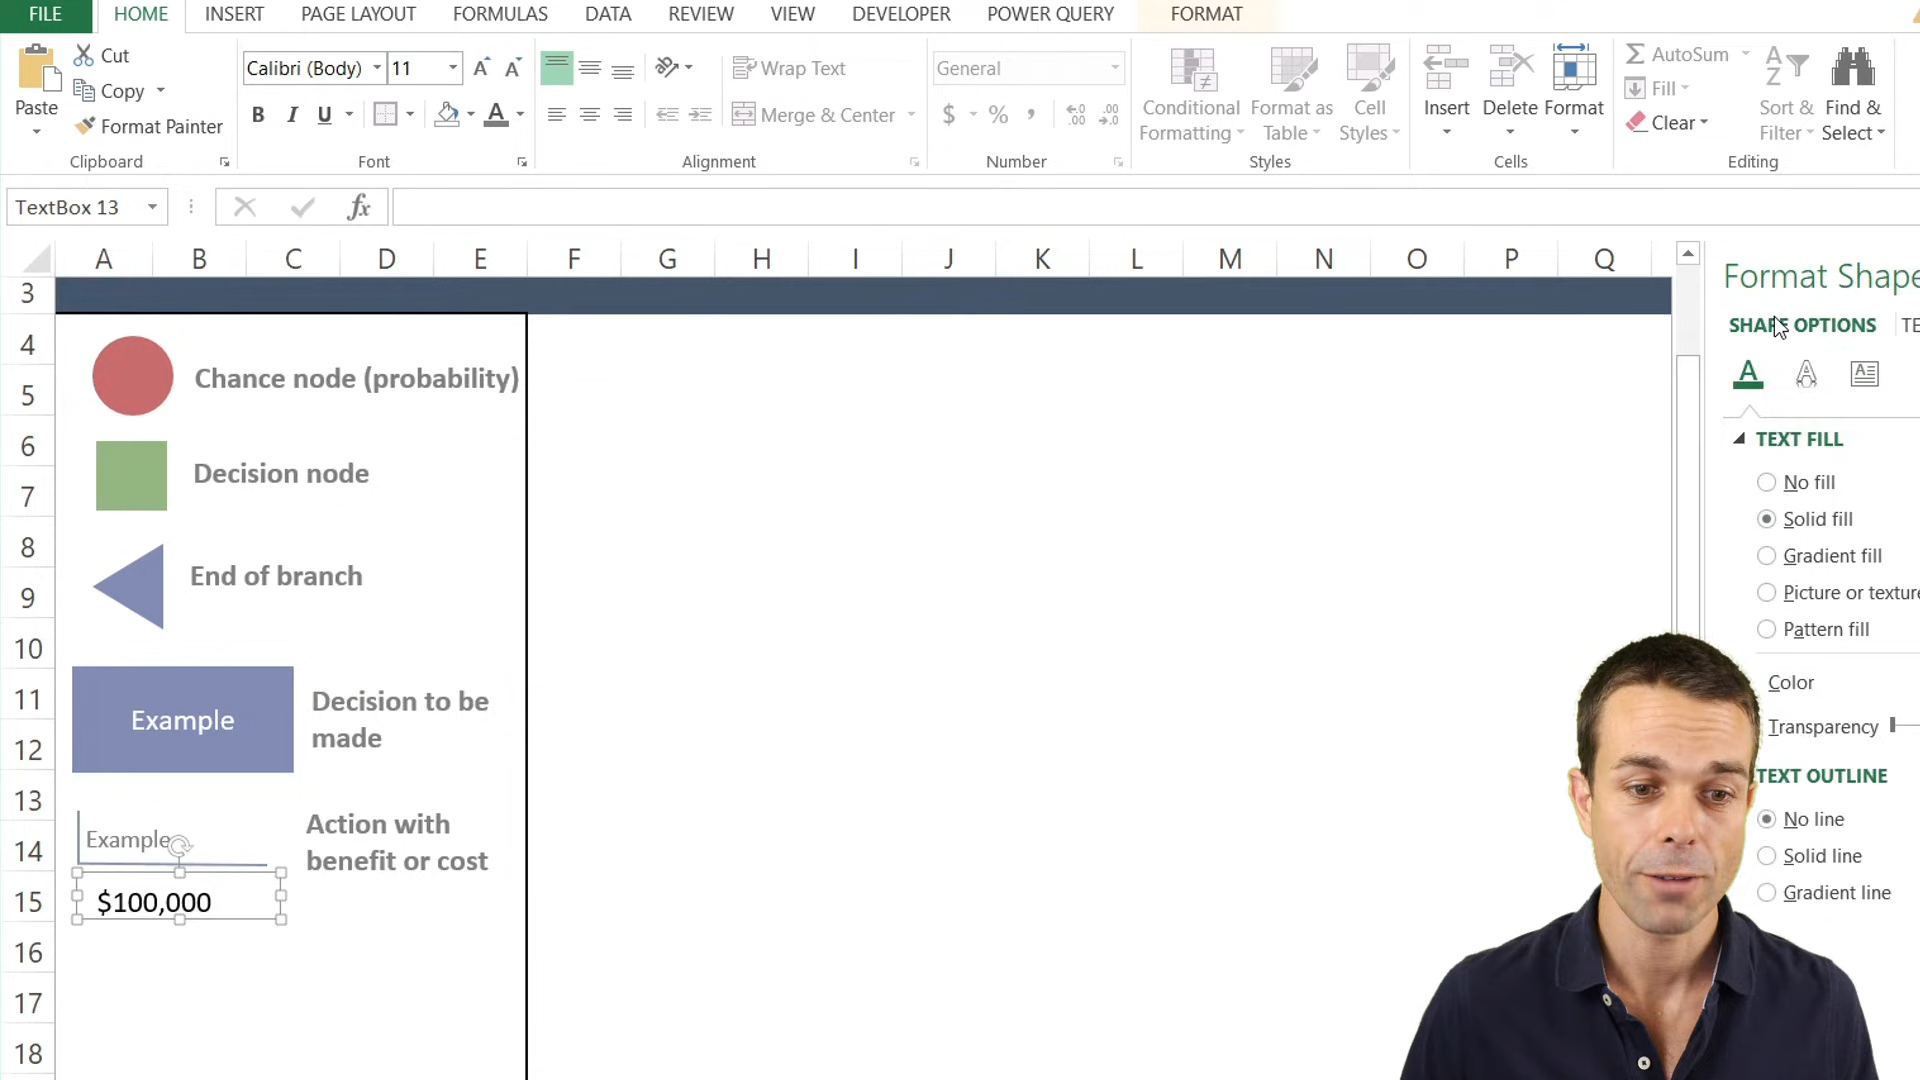 FILE HOME INSERT PAGE LAYOUT FORMULAS DATA REVIEW VIEW DEVELOPER POWER QUERY FORMAT
Paste
Cut
Copy
Format Painter
Clipboard
Calibri (Body) 11
B I U A
Font
Wrap Text
Merge & Center
Alignment
General
$ %
Number
Conditional
Formatting
Format as
Table
Cell
Styles
Styles
Insert
Delete
Format
Cells
AutoSum
Fill
Clear
Sort &
Filter
Find &
Select
Editing
TextBox 13 fx
A B C D E F G H I J K L M N O P Q
3
4
5
6
7
8
9
10
11
12
13
14
15
16
17
18
Chance node (probability)
Decision node
End of branch
Example
Decision to be
made
Example
Action with
benefit or cost
$100,000
Format Shape
SHAPE OPTIONS
TEXT FILL
No fill
Solid fill
Gradient fill
Picture or texture
Pattern fill
Color
Transparency
TEXT OUTLINE
No line
Solid line
Gradient line